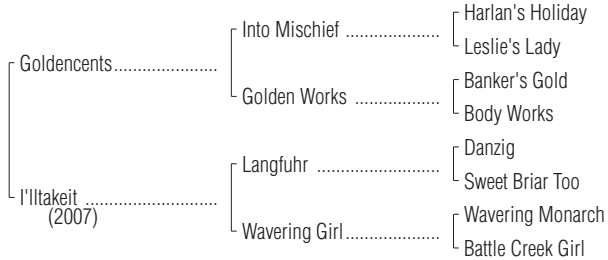 Harlan's Holiday
Into Mischief ...................
Leslie's Lady
Goldencents.....................
Banker's Gold
Golden Works .................
Body Works
Danzig
Langfuhr ........................
Sweet Briar Too
I'lltakeit ..........................
(2007)
Wavering Monarch
Wavering Girl...................
Battle Creek Girl